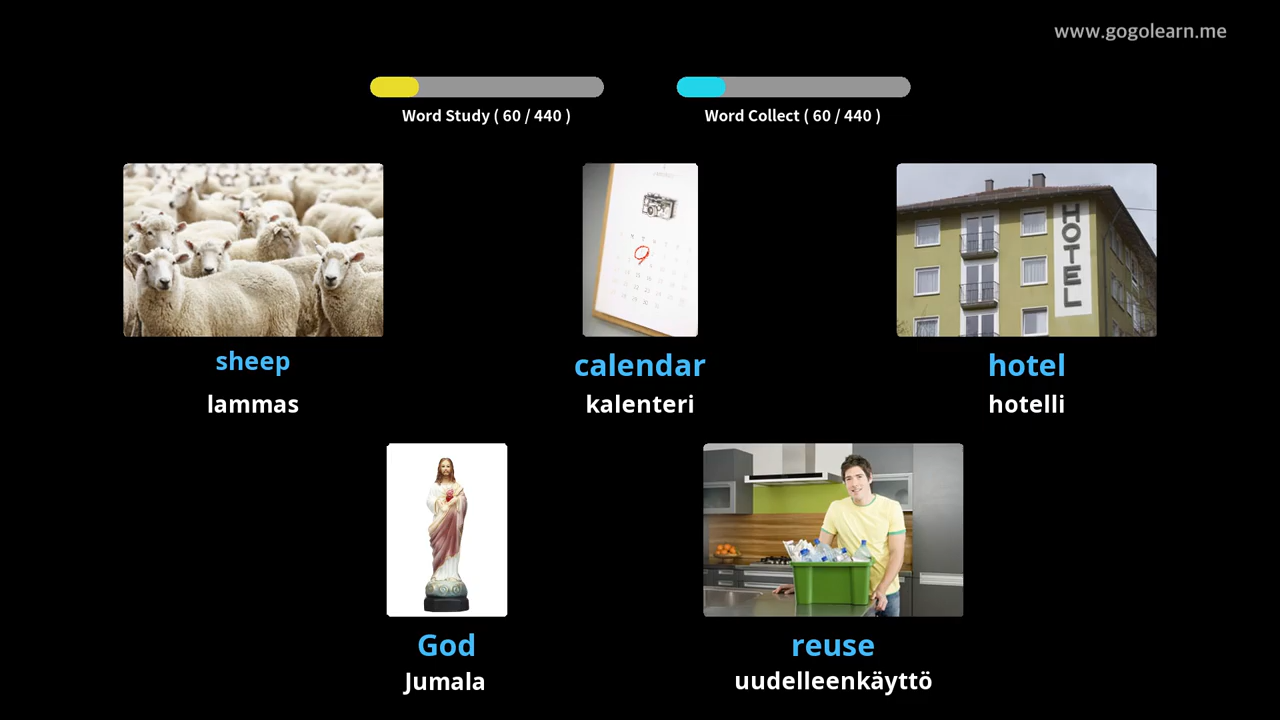 www.gogolearn.me
Word Study ( 60 / 440 )
Word Collect ( 60 / 440 )
HOTEL
sheep
calendar
hotel
lammas
kalenteri
hotelli
God
reuse
Jumala
uudelleenkäyttö